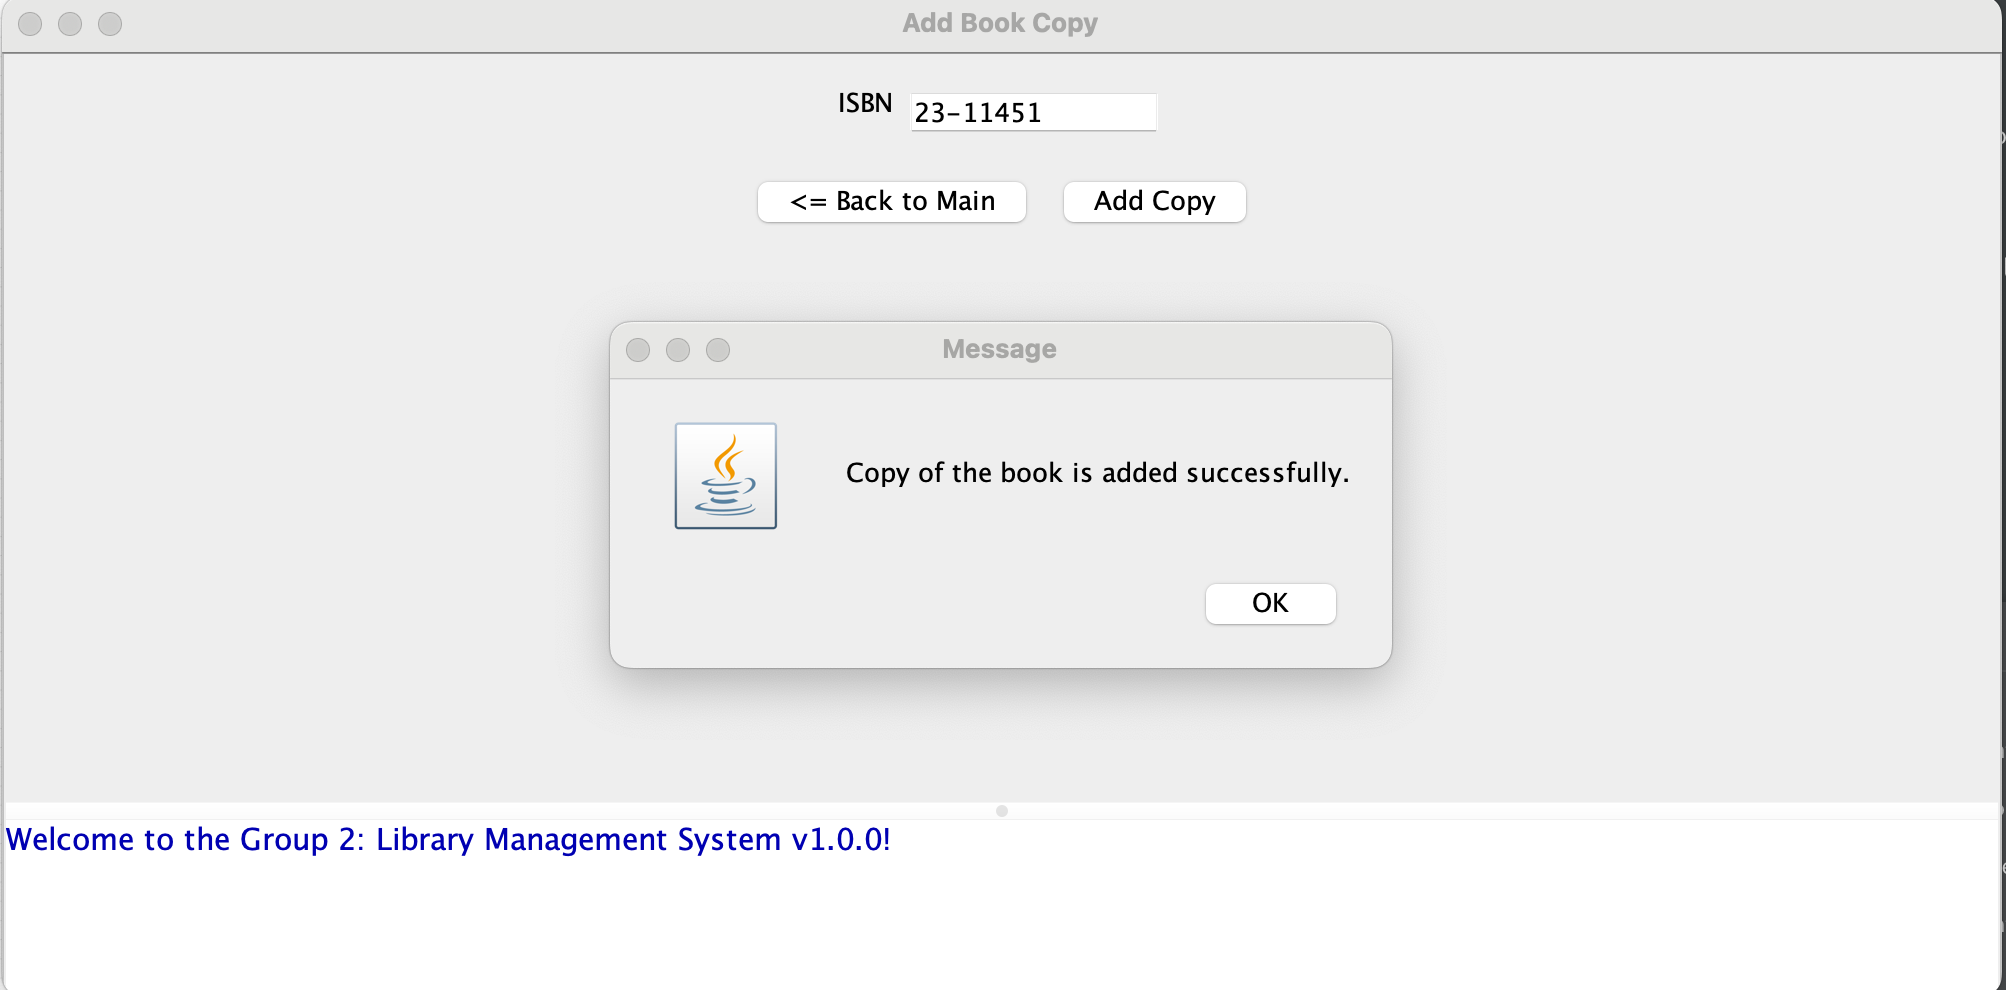 Add Book Copy
ISBN 23-11451
<= Back to Main Add Copy
Message
Copy of the book is added successfully.
OK
Welcome to the Group 2: Library Management System v1.0.0!